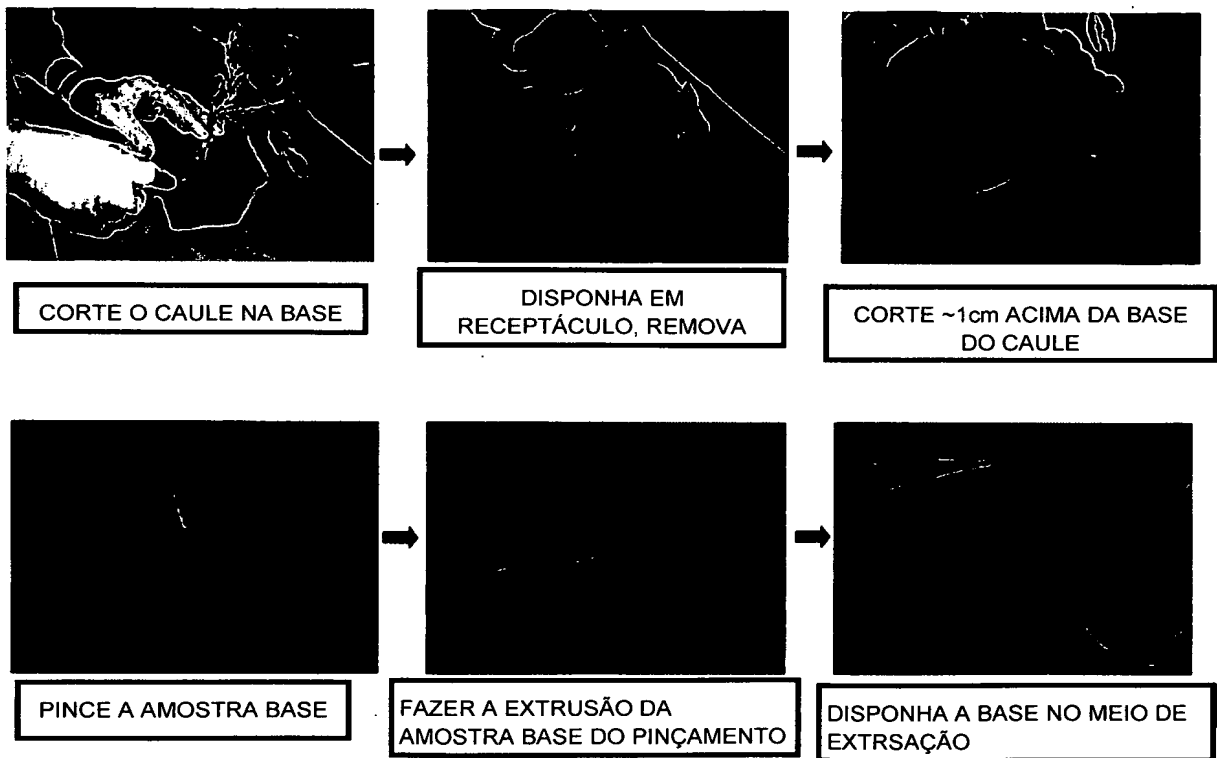 CORTE O CAULE NA BASE
DISPONHA EM
RECEPTÁCULO, REMOVA
CORTE ~1cm ACIMA DA BASE
DO CAULE
PINCE A AMOSTRA BASE
FAZER A EXTRUSÃO DA
AMOSTRA BASE DO PINÇAMENTO
DISPONHA A BASE NO MEIO DE
EXTRSAÇÃO